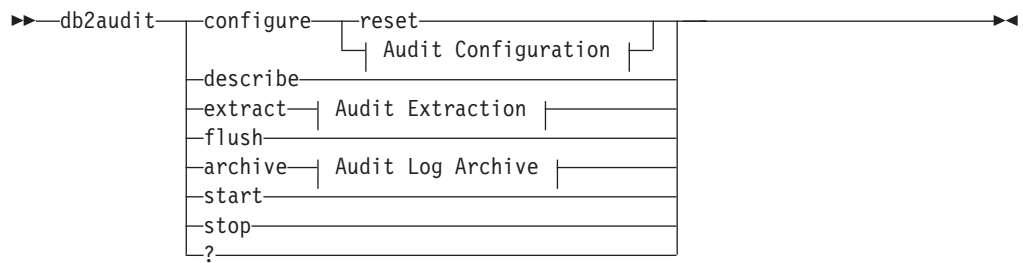 db2audit configure reset
Audit Configuration
describe
extract Audit Extraction
flush
archive Audit Log Archive
start
stop
?